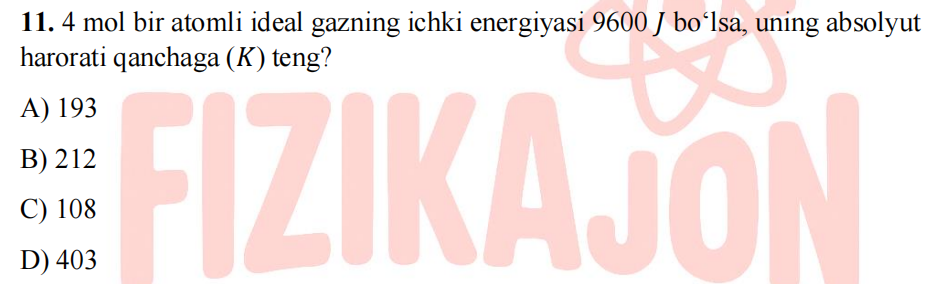 11. 4 mol bir atomli ideal gazning ichki energiyasi 9600 J bo‘lsa, uning absolyut
harorati qanchaga (K) teng?
A) 193
B) 212
C) 108
D) 403
FIZIKAJON